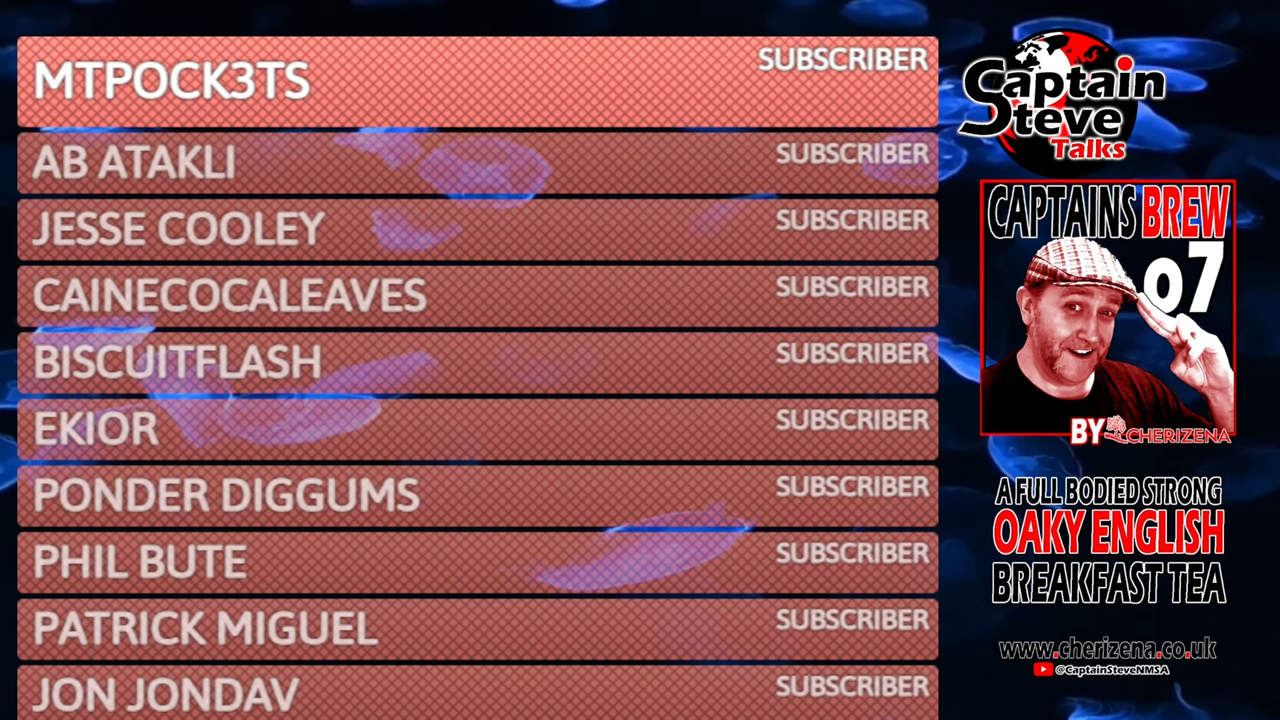 MTPOCK3TS SUBSCRIBER
AB ATAKLI SUBSCRIBER
JESSE COOLEY SUBSCRIBER
CAINECOCALEAVES SUBSCRIBER
BISCUITFLASH SUBSCRIBER
EKIOR SUBSCRIBER
PONDER DIGGUMS SUBSCRIBER
PHIL BUTE SUBSCRIBER
PATRICK MIGUEL SUBSCRIBER
JON JONDAV SUBSCRIBER
Captain
Steve
Talks
CAPTAINS BREW
o7
BY CHERIZENA
A FULL BODIED STRONG
OAKY ENGLISH
BREAKFAST TEA
www.cherizena.co.uk
@CaptainSteveNMSA